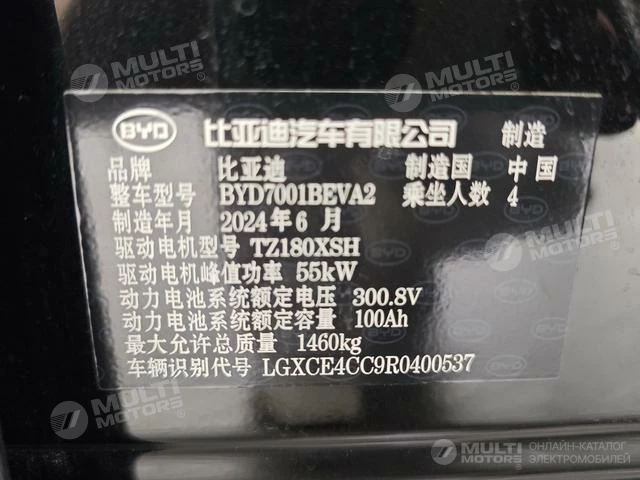 MULTI MOTORS®
MULTI MOTORS®
BYD 比亚迪汽车有限公司 制造
品牌 比亚迪 制造国 中国
整车型号 BYD7001BEVA2 乘坐人数 4
制造年月 2024年6月
驱动电机型号 TZ180XSH
驱动电机峰值功率 55kW
动力电池系统额定电压 300.8V
动力电池系统额定容量 100Ah
最大允许总质量 1460kg
车辆识别代号 LGXCE4CC9R0400537
MULTI MOTORS®
MULTI MOTORS® ОНЛАЙН-КАТАЛОГ ЭЛЕКТРОМОБИЛЕЙ